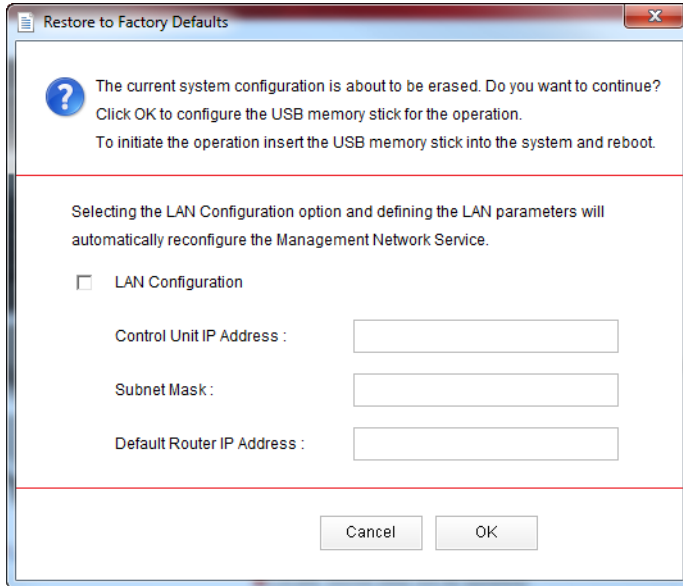 Restore to Factory Defaults
The current system configuration is about to be erased. Do you want to continue?
Click OK to configure the USB memory stick for the operation.
To initiate the operation insert the USB memory stick into the system and reboot.
Selecting the LAN Configuration option and defining the LAN parameters will
automatically reconfigure the Management Network Service.
LAN Configuration
Control Unit IP Address :
Subnet Mask :
Default Router IP Address :
Cancel OK